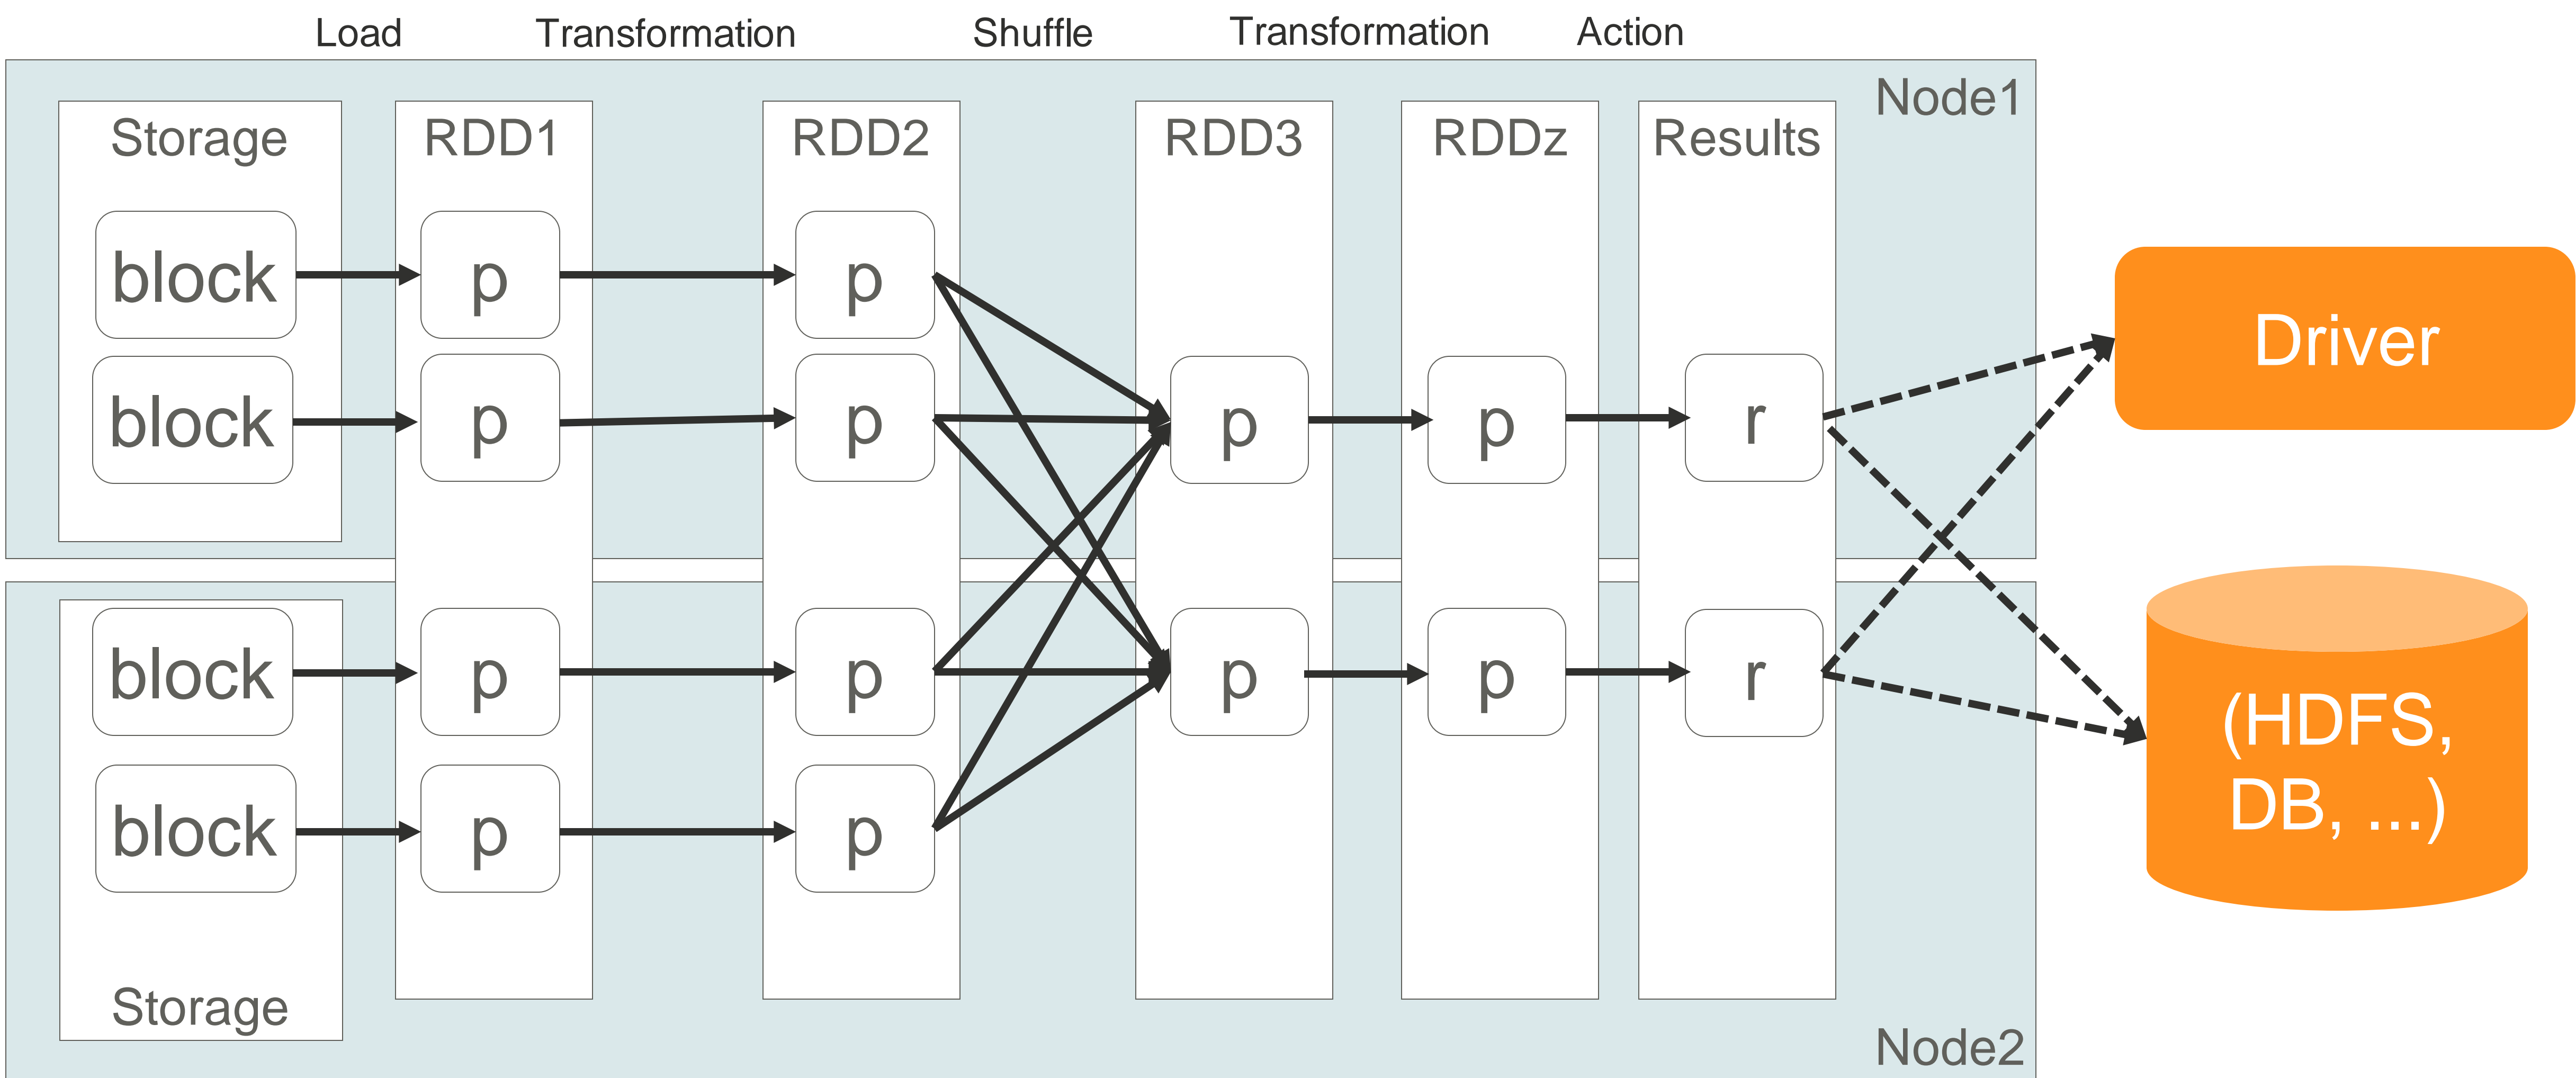 Load Transformation Shuffle Transformation Action
Node1
Storage RDD1 RDD2 RDD3 RDDz Results
block p p
block p p p p r
Driver
block p p p p r
(HDFS,
DB, ...)
block p p
Storage
Node2